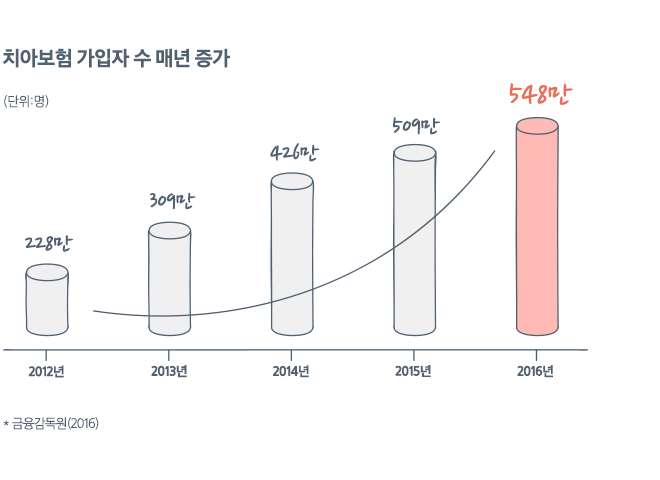 치아보험 가입자 수 매년 증가
(단위:명)
228만
309만
426만
509만
548만
2012년
2013년
2014년
2015년
2016년
* 금융감독원(2016)